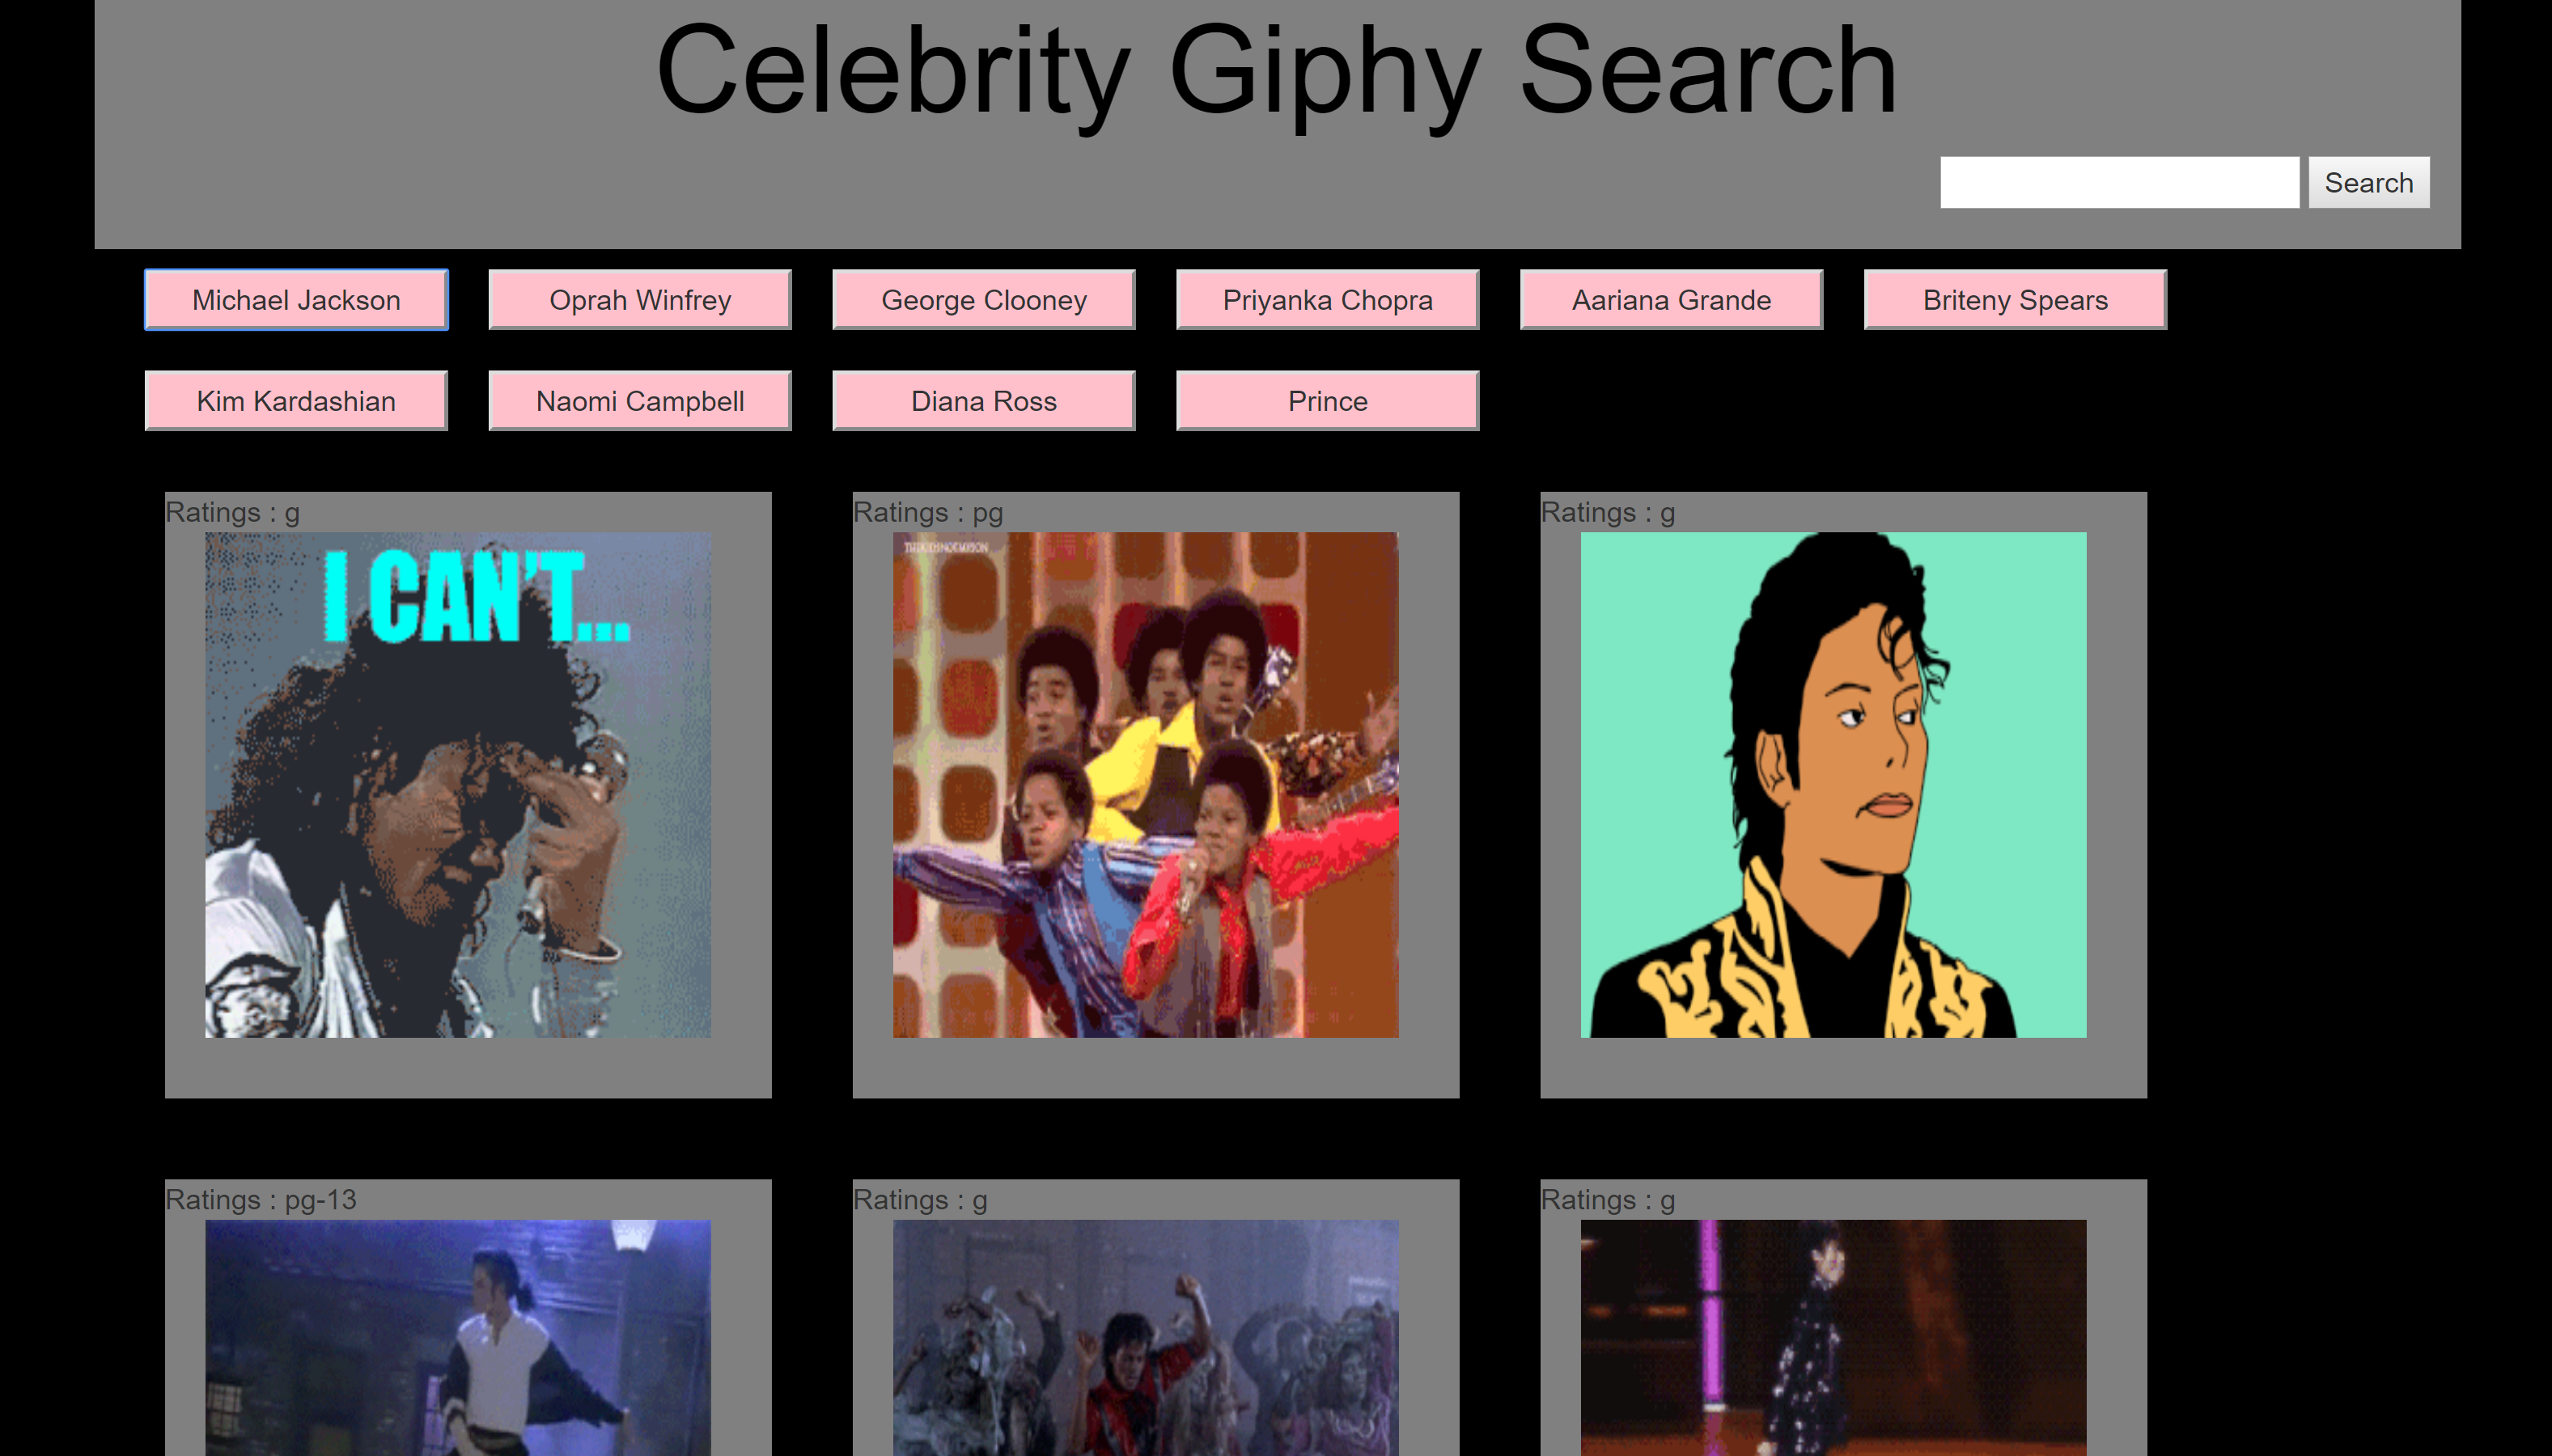 Celebrity Giphy Search
Search
Michael Jackson Oprah Winfrey George Clooney Priyanka Chopra Aariana Grande Briteny Spears
Kim Kardashian Naomi Campbell Diana Ross Prince
Ratings : g Ratings : pg Ratings : g
I CAN'T...
Ratings : pg-13 Ratings : g Ratings : g